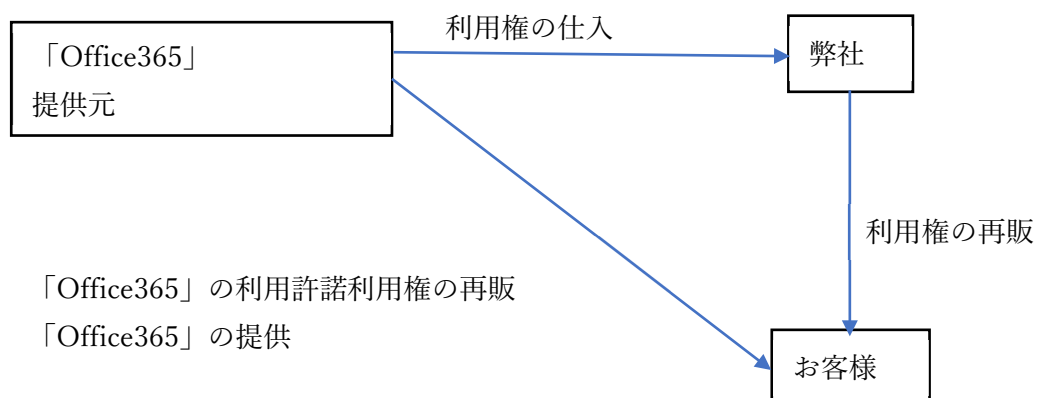 利用権の仕入
「Office365」
提供元
弊社
利用権の再販
「Office365」の利用許諾利用権の再販
「Office365」の提供
お客様